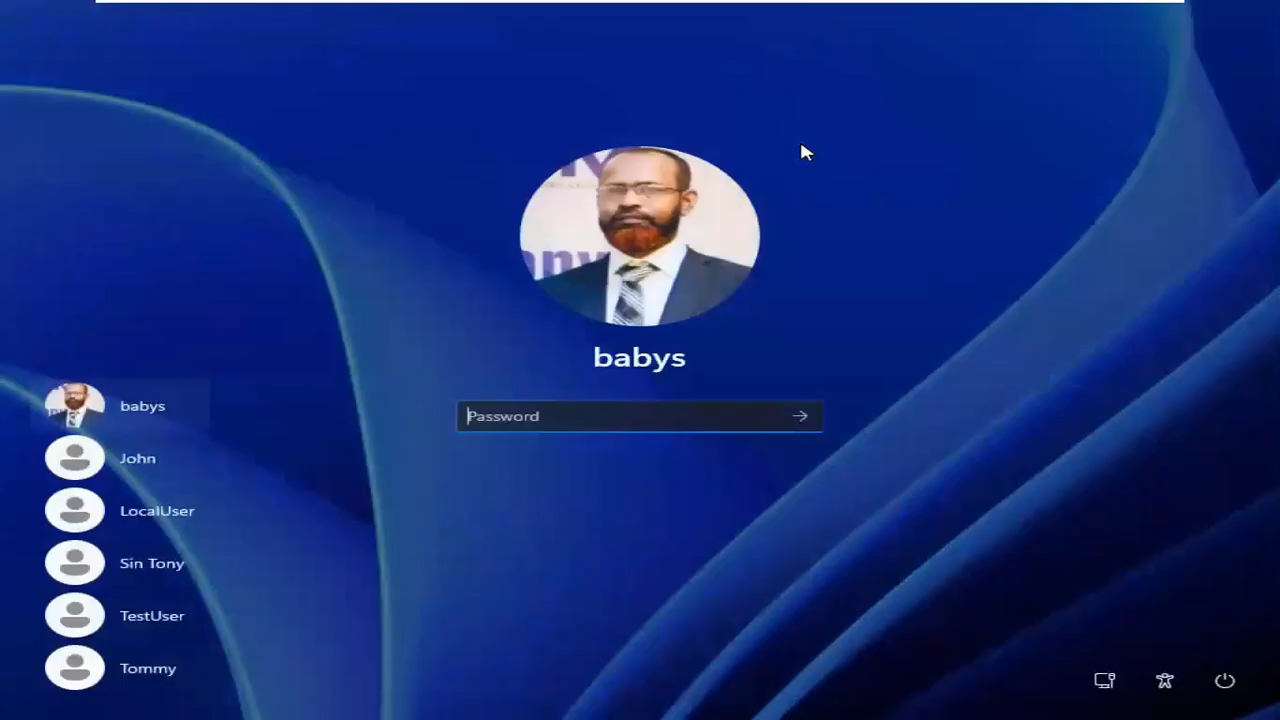 babys
Password
babys
John
LocalUser
Sin Tony
TestUser
Tommy